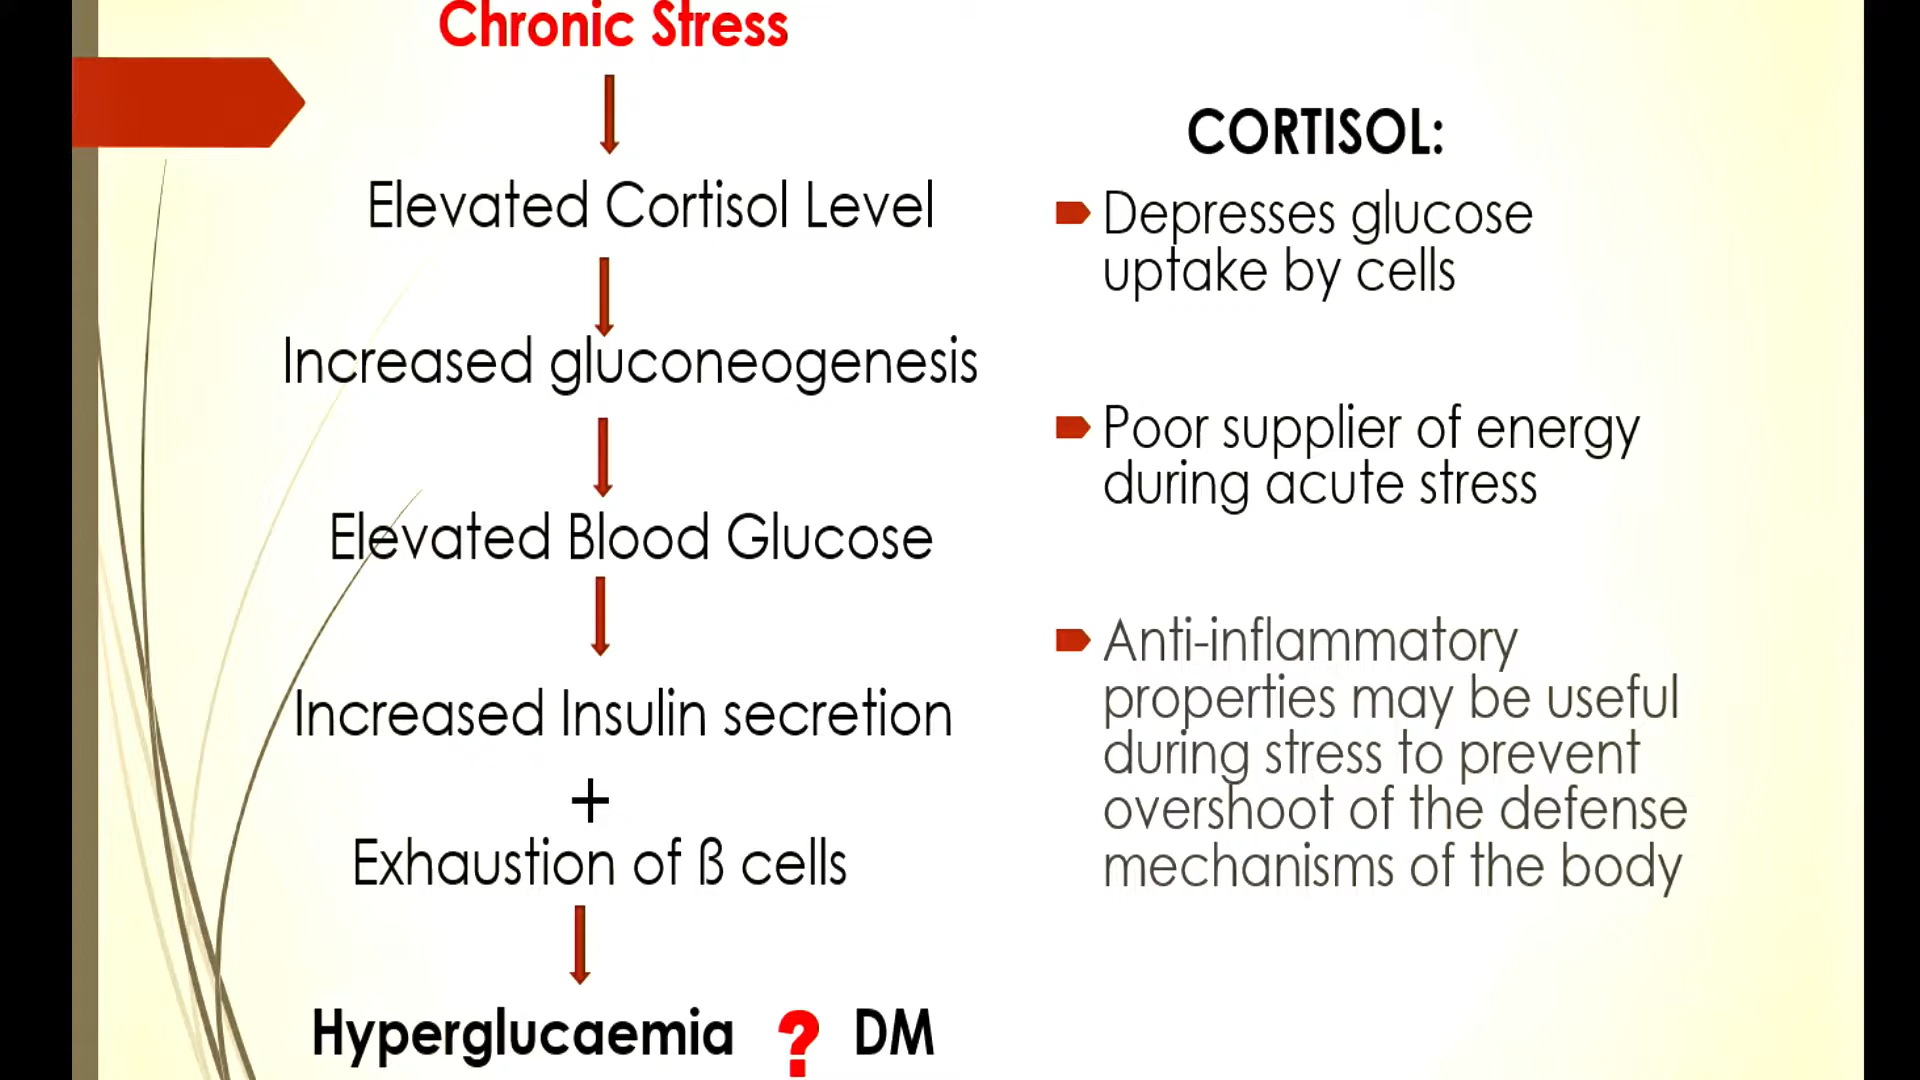 Chronic Stress
Elevated Cortisol Level
Increased gluconeogenesis
Elevated Blood Glucose
Increased Insulin secretion
+
Exhaustion of ß cells
Hyperglucaemia ? DM
CORTISOL:
Depresses glucose
uptake by cells
Poor supplier of energy
during acute stress
Anti-inflammatory
properties may be useful
during stress to prevent
overshoot of the defense
mechanisms of the body